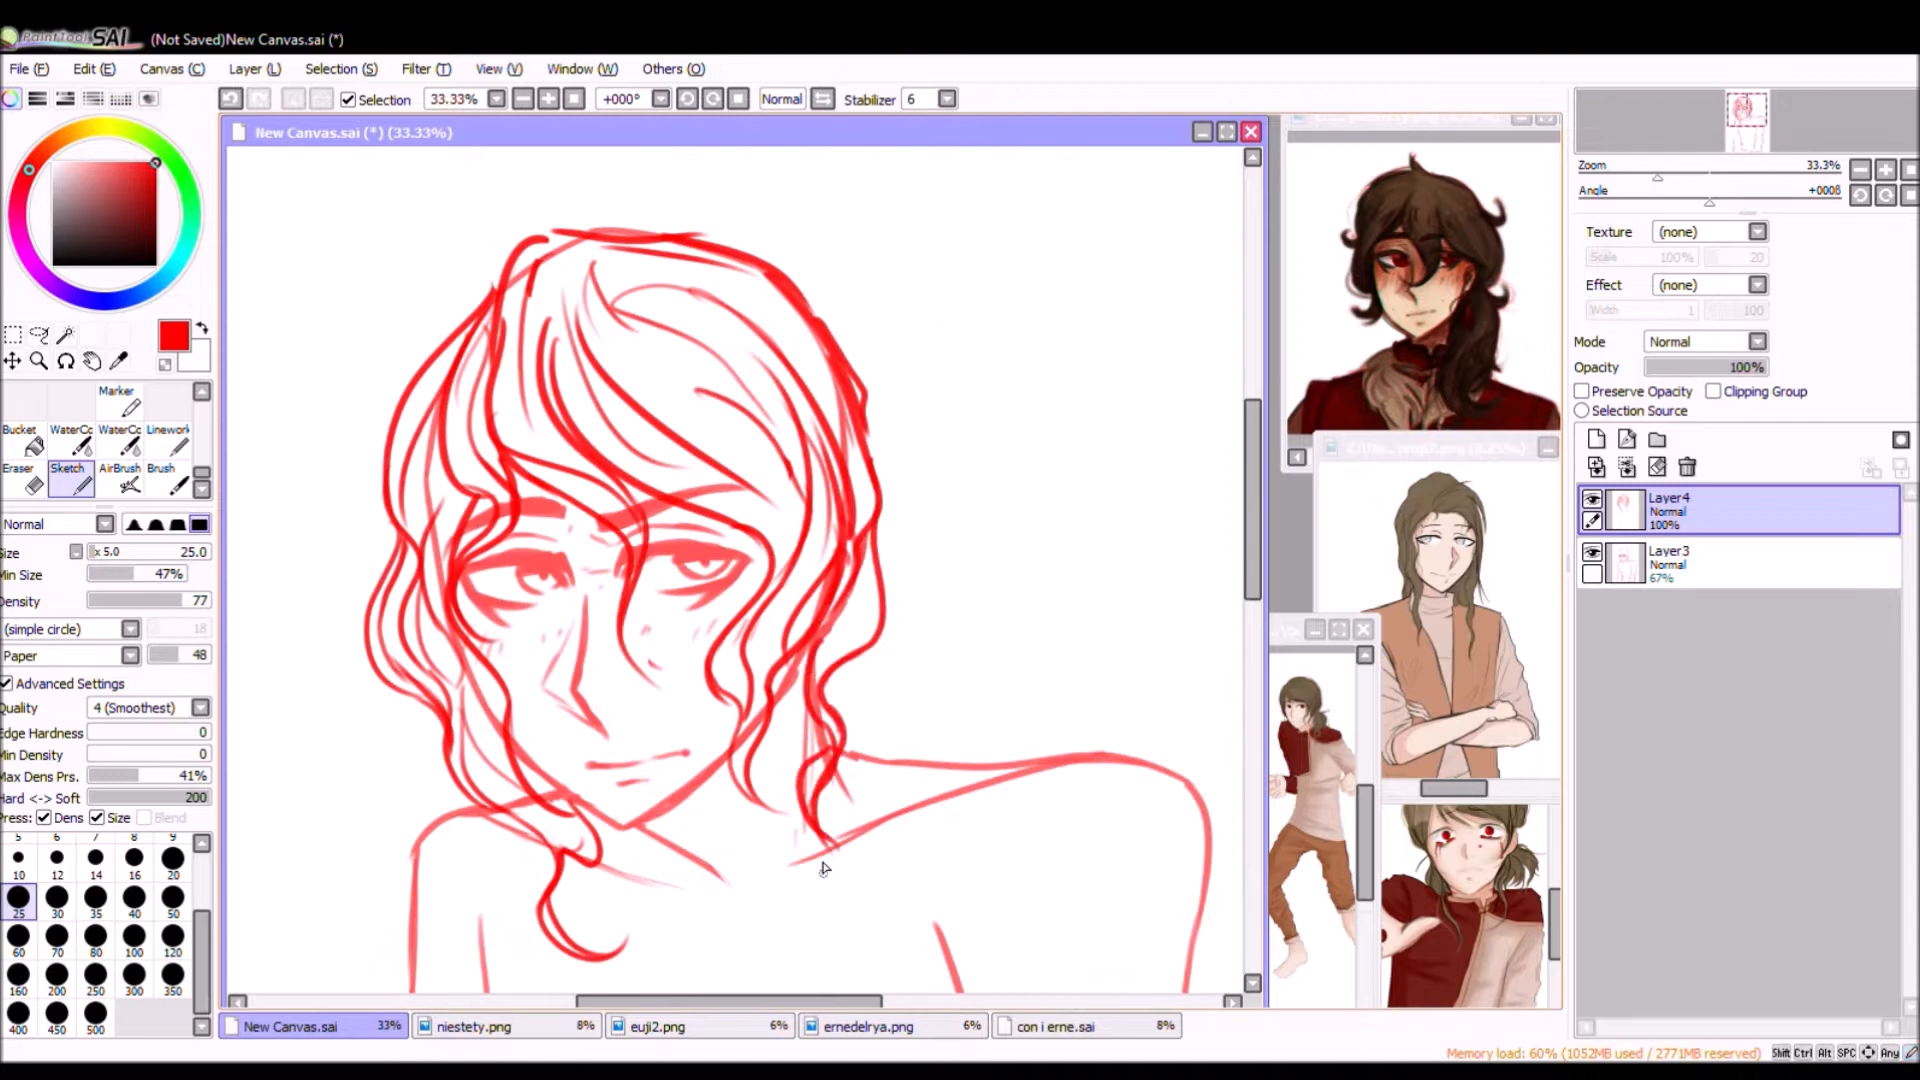 PaintTool SAI (Not Saved)New Canvas.sai (*)
File (F) Edit (E) Canvas (C) Layer (L) Selection (S) Filter (T) View (V) Window (W) Others (O)
Selection 33.33% +000° Normal Stabilizer 6
New Canvas.sai (*) (33.33%)
Zoom 33.3%
Angle +0008
Texture (none)
Scale 100% 20
Effect (none)
Width 1 100
Mode Normal
Opacity 100%
Preserve Opacity Clipping Group
Selection Source
Layer4
Normal
100%
Layer3
Normal
67%
Marker
Bucket WaterCo WaterCo Linework
Eraser Sketch AirBrush Brush
Normal
Size x 5.0 25.0
Min Size 47%
Density 77
(simple circle) 18
Paper 48
Advanced Settings
Quality 4 (Smoothest)
Edge Hardness 0
Min Density 0
Max Dens Prs. 41%
Hard <-> Soft 200
Press: Dens Size Blend
5 6 7 8 9
10 12 14 16 20
25 30 35 40 50
60 70 80 100 120
160 200 250 300 350
400 450 500
New Canvas.sai 33% niestety.png 8% euji2.png 6% ernedelrya.png 6% con i erne.sai 8%
Memory load: 60% (1052MB used / 2771MB reserved) Shift Ctrl Alt SPC Any